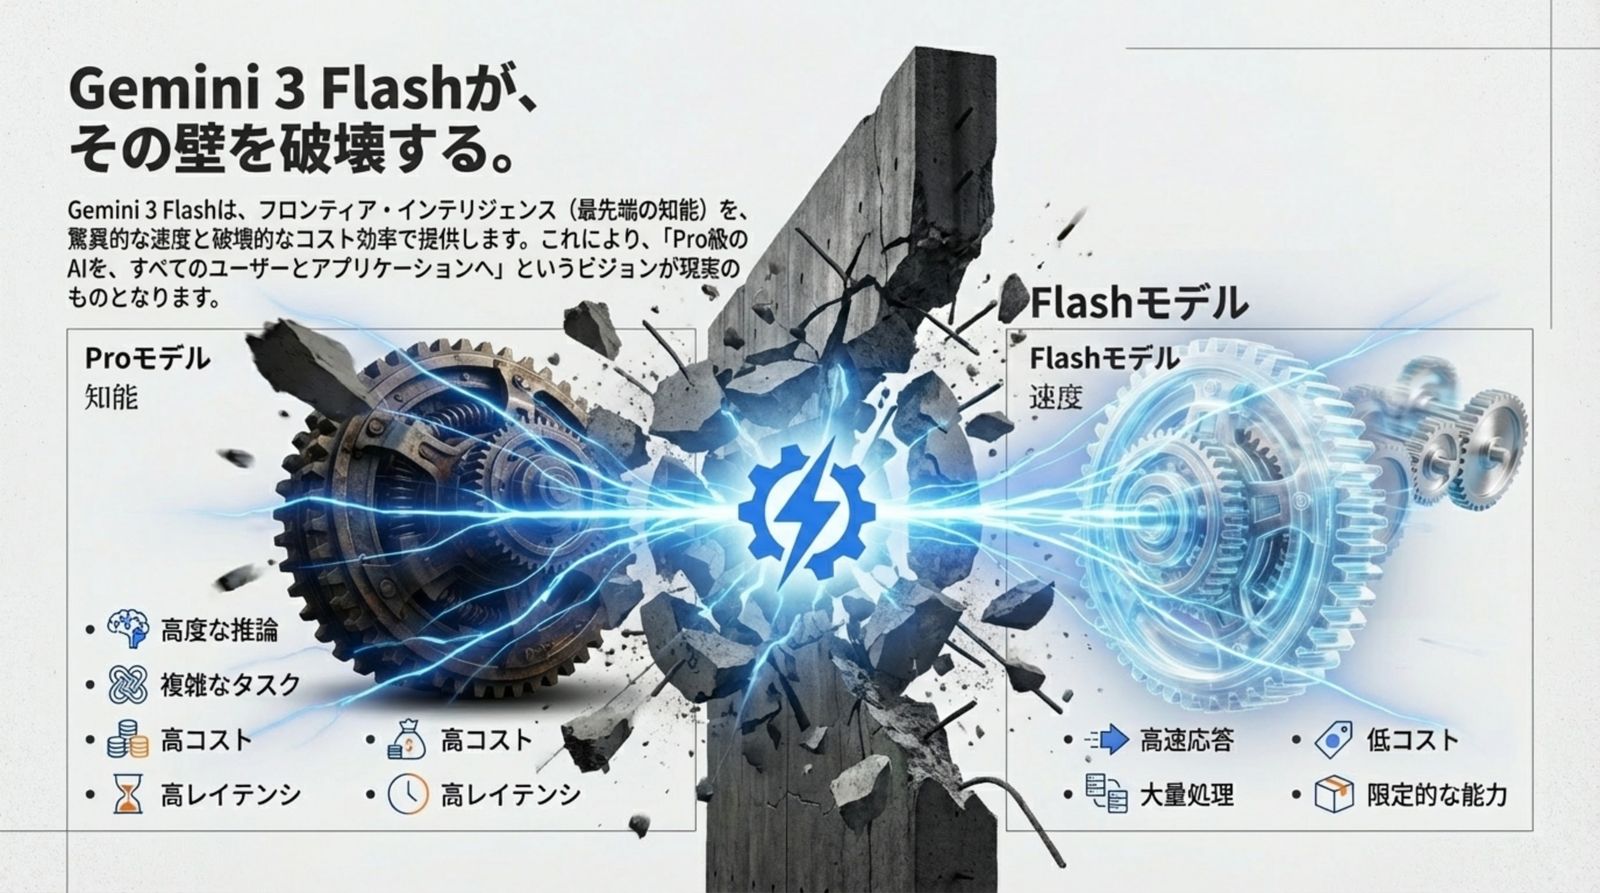 Gemini 3 Flashが、
その壁を破壊する。
Gemini 3 Flashは、フロンティア・インテリジェンス（最先端の知能）を、
驚異的な速度と破壊的なコスト効率で提供します。これにより、「Pro級の
AIを、すべてのユーザーとアプリケーションへ」というビジョンが現実の
ものとなります。
Proモデル
知能
• 高度な推論
• 複雑なタスク
• 高コスト
• 高レイテンシ
• 高コスト
• 高レイテンシ
Flashモデル
Flashモデル
速度
• 高速応答
• 大量処理
• 低コスト
• 限定的な能力